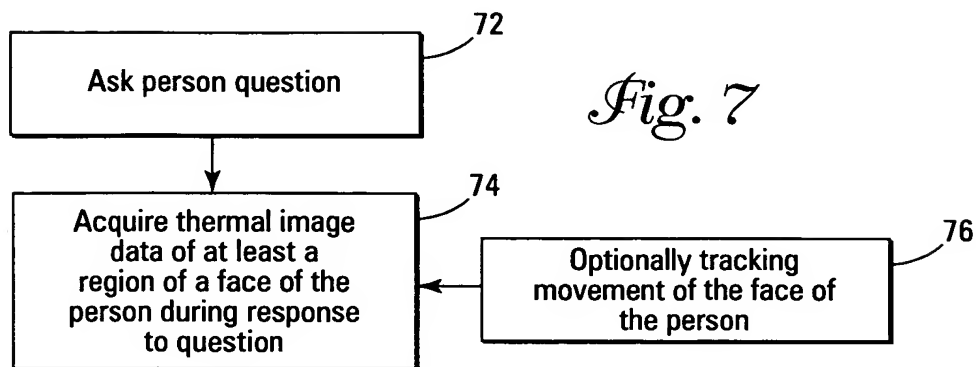 72
Ask person question
Fig. 7
74
Acquire thermal image
data of at least a
region of a face of the
person during response
to question
76
Optionally tracking
movement of the face of
the person